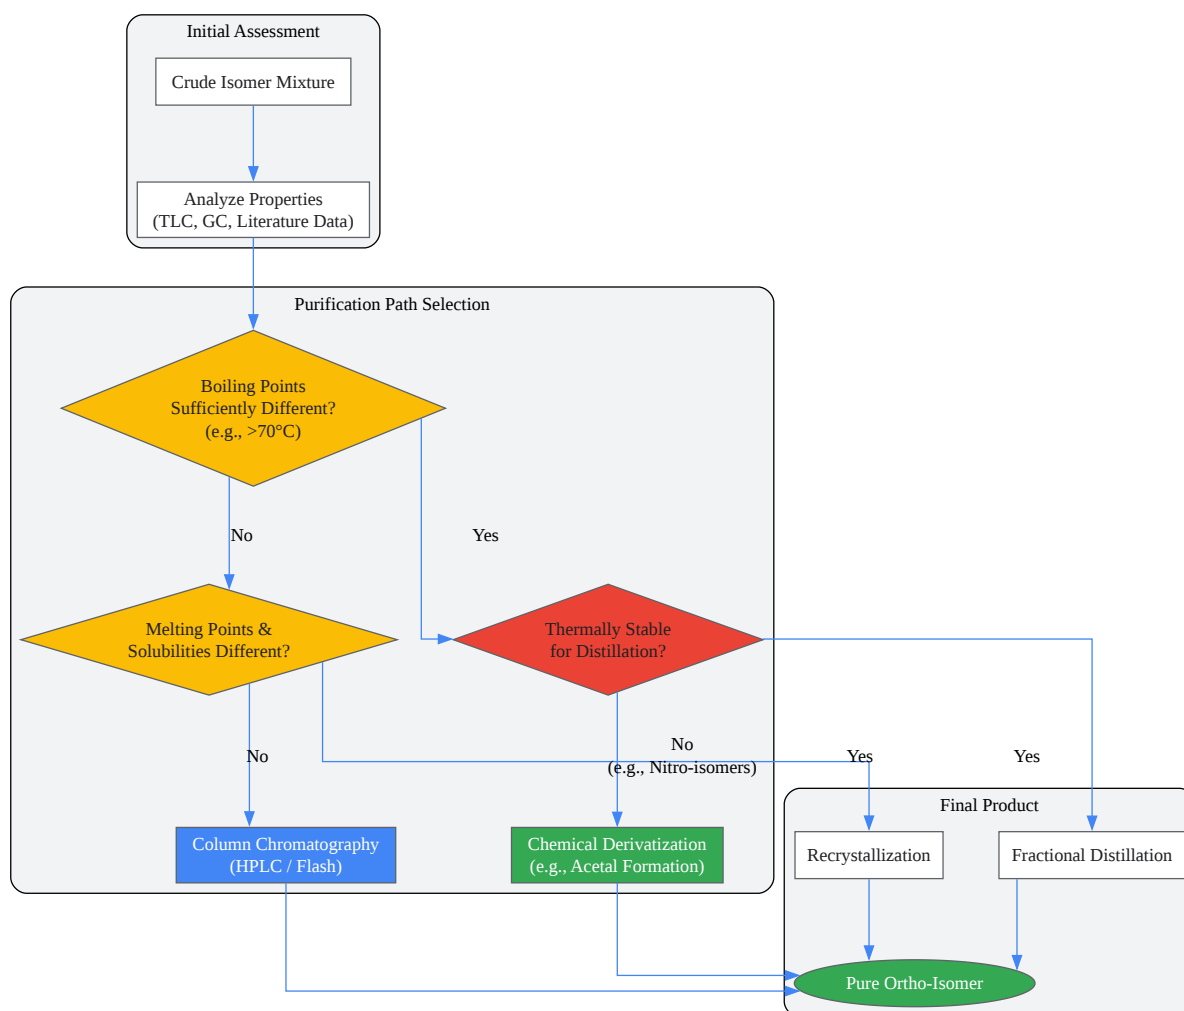 Initial Assessment
Crude Isomer Mixture
Analyze Properties
(TLC, GC, Literature Data)
Purification Path Selection
Boiling Points
Sufficiently Different?
(e.g., >70°C)
No
Yes
Melting Points &
Solubilities Different?
Thermally Stable
for Distillation?
No
No
(e.g., Nitro-isomers)
Yes
Yes
Final Product
Column Chromatography
(HPLC / Flash)
Chemical Derivatization
(e.g., Acetal Formation)
Recrystallization
Fractional Distillation
Pure Ortho-Isomer